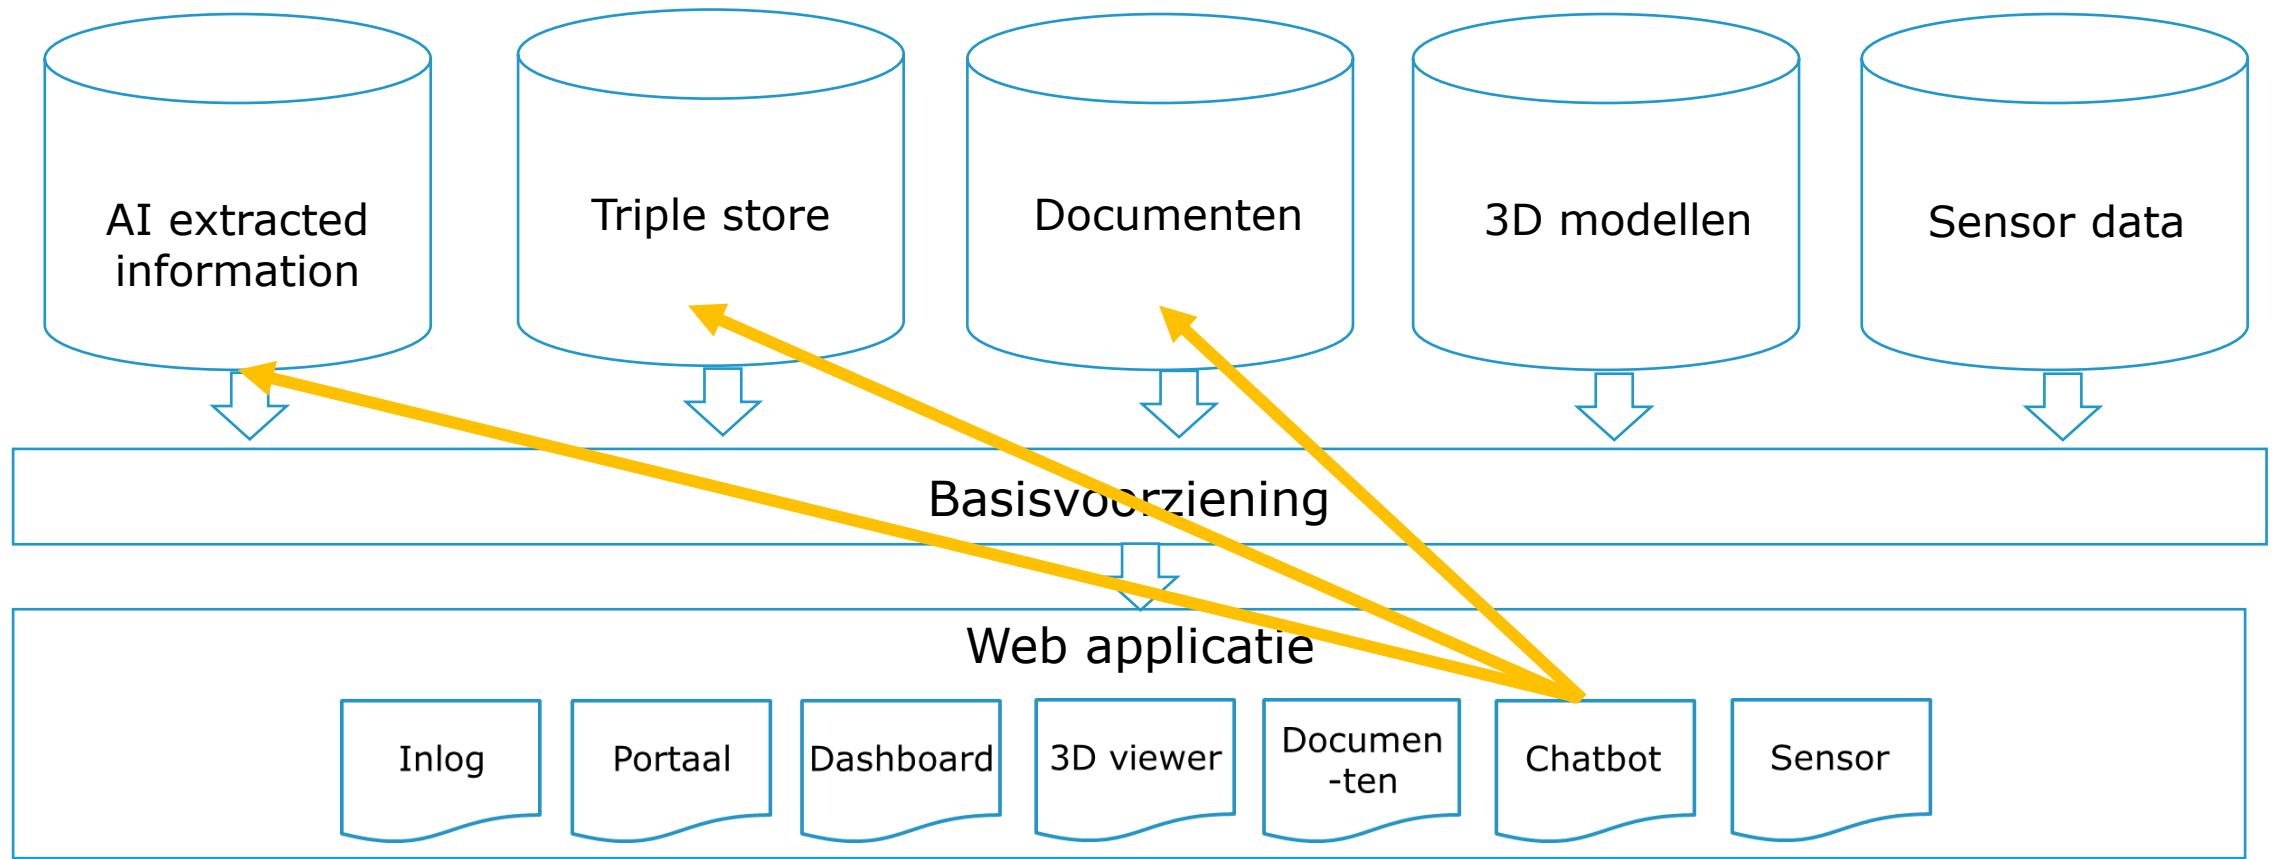 AI extracted
information
Triple store
Documenten
3D modellen
Sensor data
Basisvoorziening
Web applicatie
Inlog
Portaal
Dashboard
3D viewer
Documen
-ten
Chatbot
Sensor